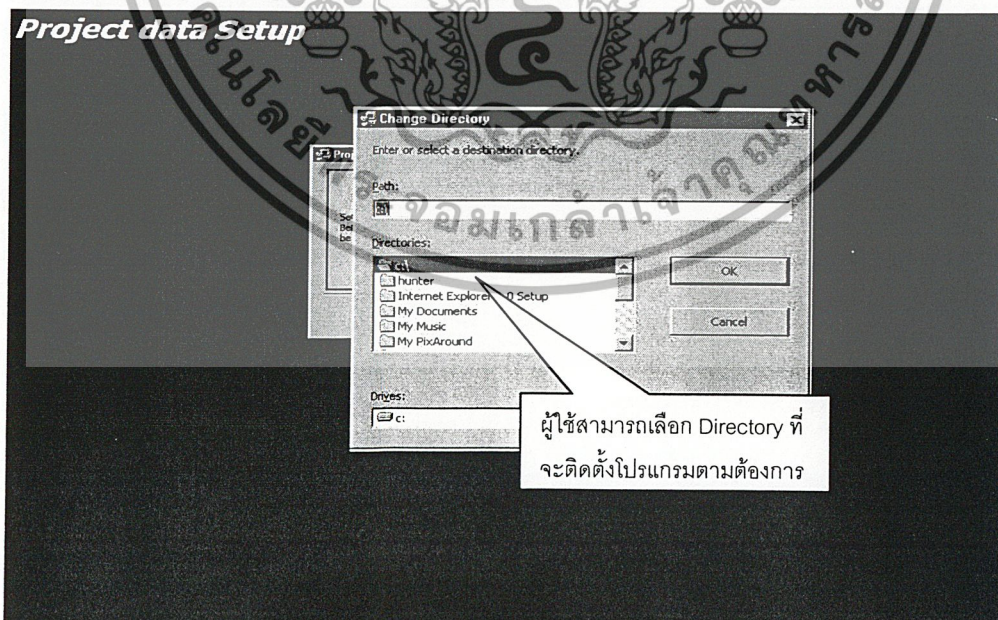 Project data Setup
Change Directory
Enter or select a destination directory.
Path:
Directories:
c:\
hunter
Internet Explorer
0 Setup
My Documents
My Music
My PixAround
OK
Cancel
Drives:
c:
ผู้ใช้สามารถเลือก Directory ที่
จะติดตั้งโปรแกรมตามต้องการ